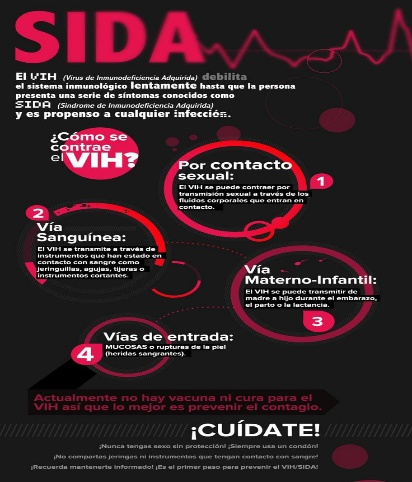 SIDA
El VIH (Virus de Inmunodeficiencia Adquirida) debilita
el sistema inmunológico lentamente hasta que la persona
presenta una serie de síntomas conocidos como
SIDA (Síndrome de Inmunodeficiencia Adquirida)
y es propenso a cualquier infección.
¿Cómo se
contrae
el VIH?
Por contacto
sexual:
El VIH se puede contraer por
transmisión sexual a través de los
fluidos corporales que entran en
contacto.
1
2
Vía
Sanguínea:
El VIH se transmite a través de
instrumentos que han estado en
contacto con sangre como
jeringuillas, agujas, tijeras o
instrumentos cortantes.
Vía
Materno-Infantil:
El VIH se puede transmitir de
madre a hijo durante el embarazo,
el parto o la lactancia.
3
Vías de entrada:
4
MUCOSAS o rupturas de la piel
(heridas sangrantes).
Actualmente no hay vacuna ni cura para el
VIH así que lo mejor es prevenir el contagio.
¡CUÍDATE!
¡Nunca tengas sexo sin protección! ¡Siempre usa un condón!
¡No compartas jeringas ni instrumentos que tengan contacto con sangre!
¡Recuerda mantenerte informado! ¡Es el primer paso para prevenir el VIH/SIDA!